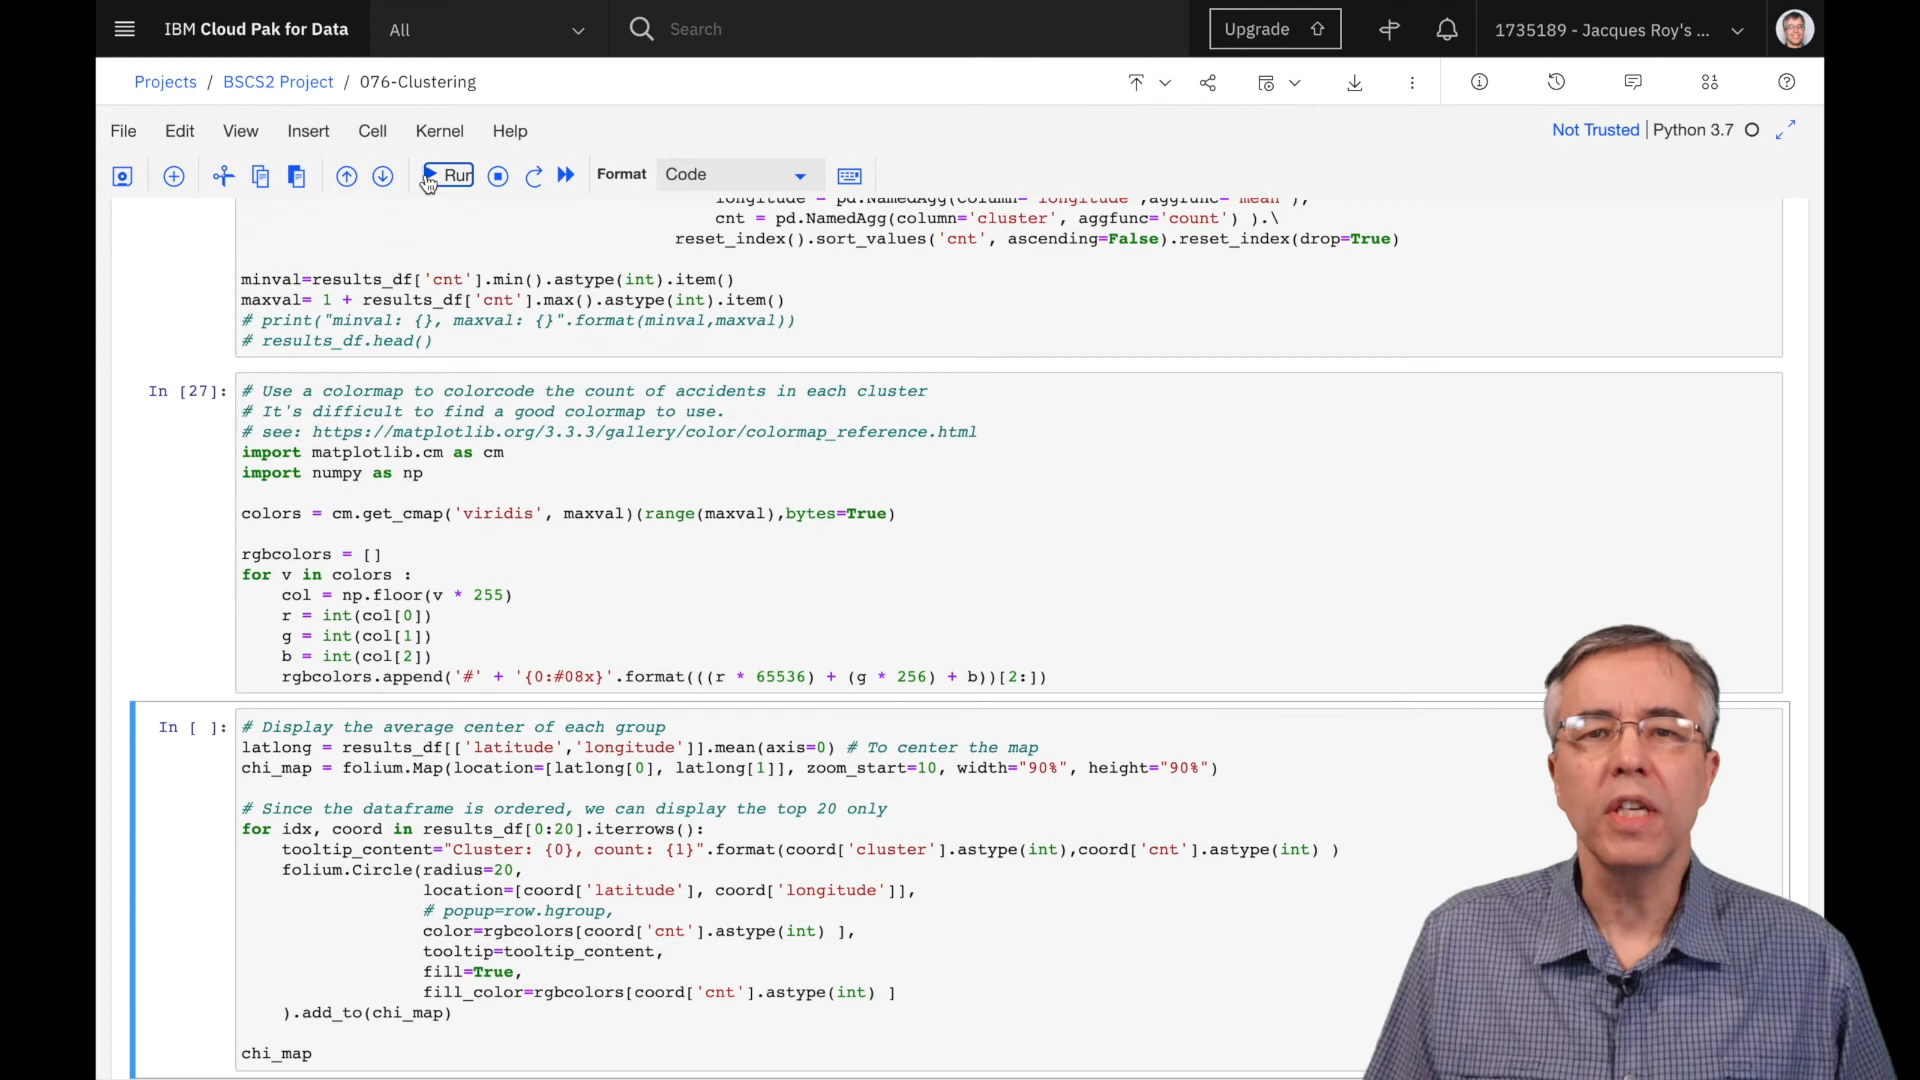 IBM Cloud Pak for Data
All
Search
Upgrade
1735189 - Jacques Roy's ...
Projects / BSCS2 Project / 076-Clustering
File Edit View Insert Cell Kernel Help
Not Trusted | Python 3.7
Run
Format
Code
longitude = pd.NamedAgg(column='longitude',aggfunc='mean'),
cnt = pd.NamedAgg(column='cluster', aggfunc='count') ).\
reset_index().sort_values('cnt', ascending=False).reset_index(drop=True)
minval=results_df['cnt'].min().astype(int).item()
maxval= 1 + results_df['cnt'].max().astype(int).item()
# print("minval: {}, maxval: {}".format(minval,maxval))
# results_df.head()
In [27]:
# Use a colormap to colorcode the count of accidents in each cluster
# It's difficult to find a good colormap to use.
# see: https://matplotlib.org/3.3.3/gallery/color/colormap_reference.html
import matplotlib.cm as cm
import numpy as np
colors = cm.get_cmap('viridis', maxval)(range(maxval),bytes=True)
rgbcolors = []
for v in colors :
col = np.floor(v * 255)
r = int(col[0])
g = int(col[1])
b = int(col[2])
rgbcolors.append('#' + '{0:#08x}'.format(((r * 65536) + (g * 256) + b))[2:])
In [ ]:
# Display the average center of each group
latlong = results_df[['latitude','longitude']].mean(axis=0) # To center the map
chi_map = folium.Map(location=[latlong[0], latlong[1]], zoom_start=10, width="90%", height="90%")
# Since the dataframe is ordered, we can display the top 20 only
for idx, coord in results_df[0:20].iterrows():
tooltip_content="Cluster: {0}, count: {1}".format(coord['cluster'].astype(int),coord['cnt'].astype(int) )
folium.Circle(radius=20,
location=[coord['latitude'], coord['longitude']],
# popup=row.hgroup,
color=rgbcolors[coord['cnt'].astype(int) ],
tooltip=tooltip_content,
fill=True,
fill_color=rgbcolors[coord['cnt'].astype(int) ]
).add_to(chi_map)
chi_map